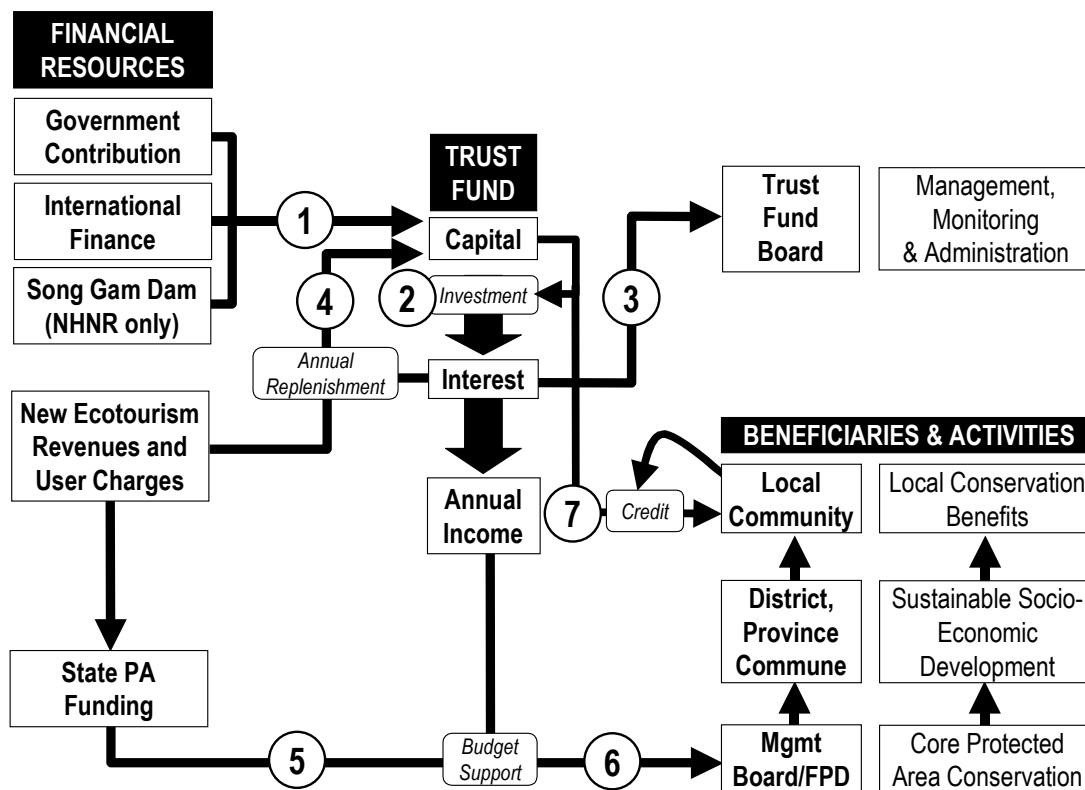 FINANCIAL
RESOURCES
Government
Contribution
International
Finance
Song Gam Dam
(NHNR only)
New Ecotourism
Revenues and
User Charges
State PA
Funding
1
4
Annual
Replenishment
5
TRUST
FUND
Capital
2
Investment
Interest
Annual
Income
Budget
Support
3
7
Credit
6
Trust
Fund
Board
Management,
Monitoring
& Administration
BENEFICIARIES & ACTIVITIES
Local
Community
Local Conservation
Benefits
District,
Province
Commune
Sustainable Socio-
Economic
Development
Mgmt
Board/FPD
Core Protected
Area Conservation